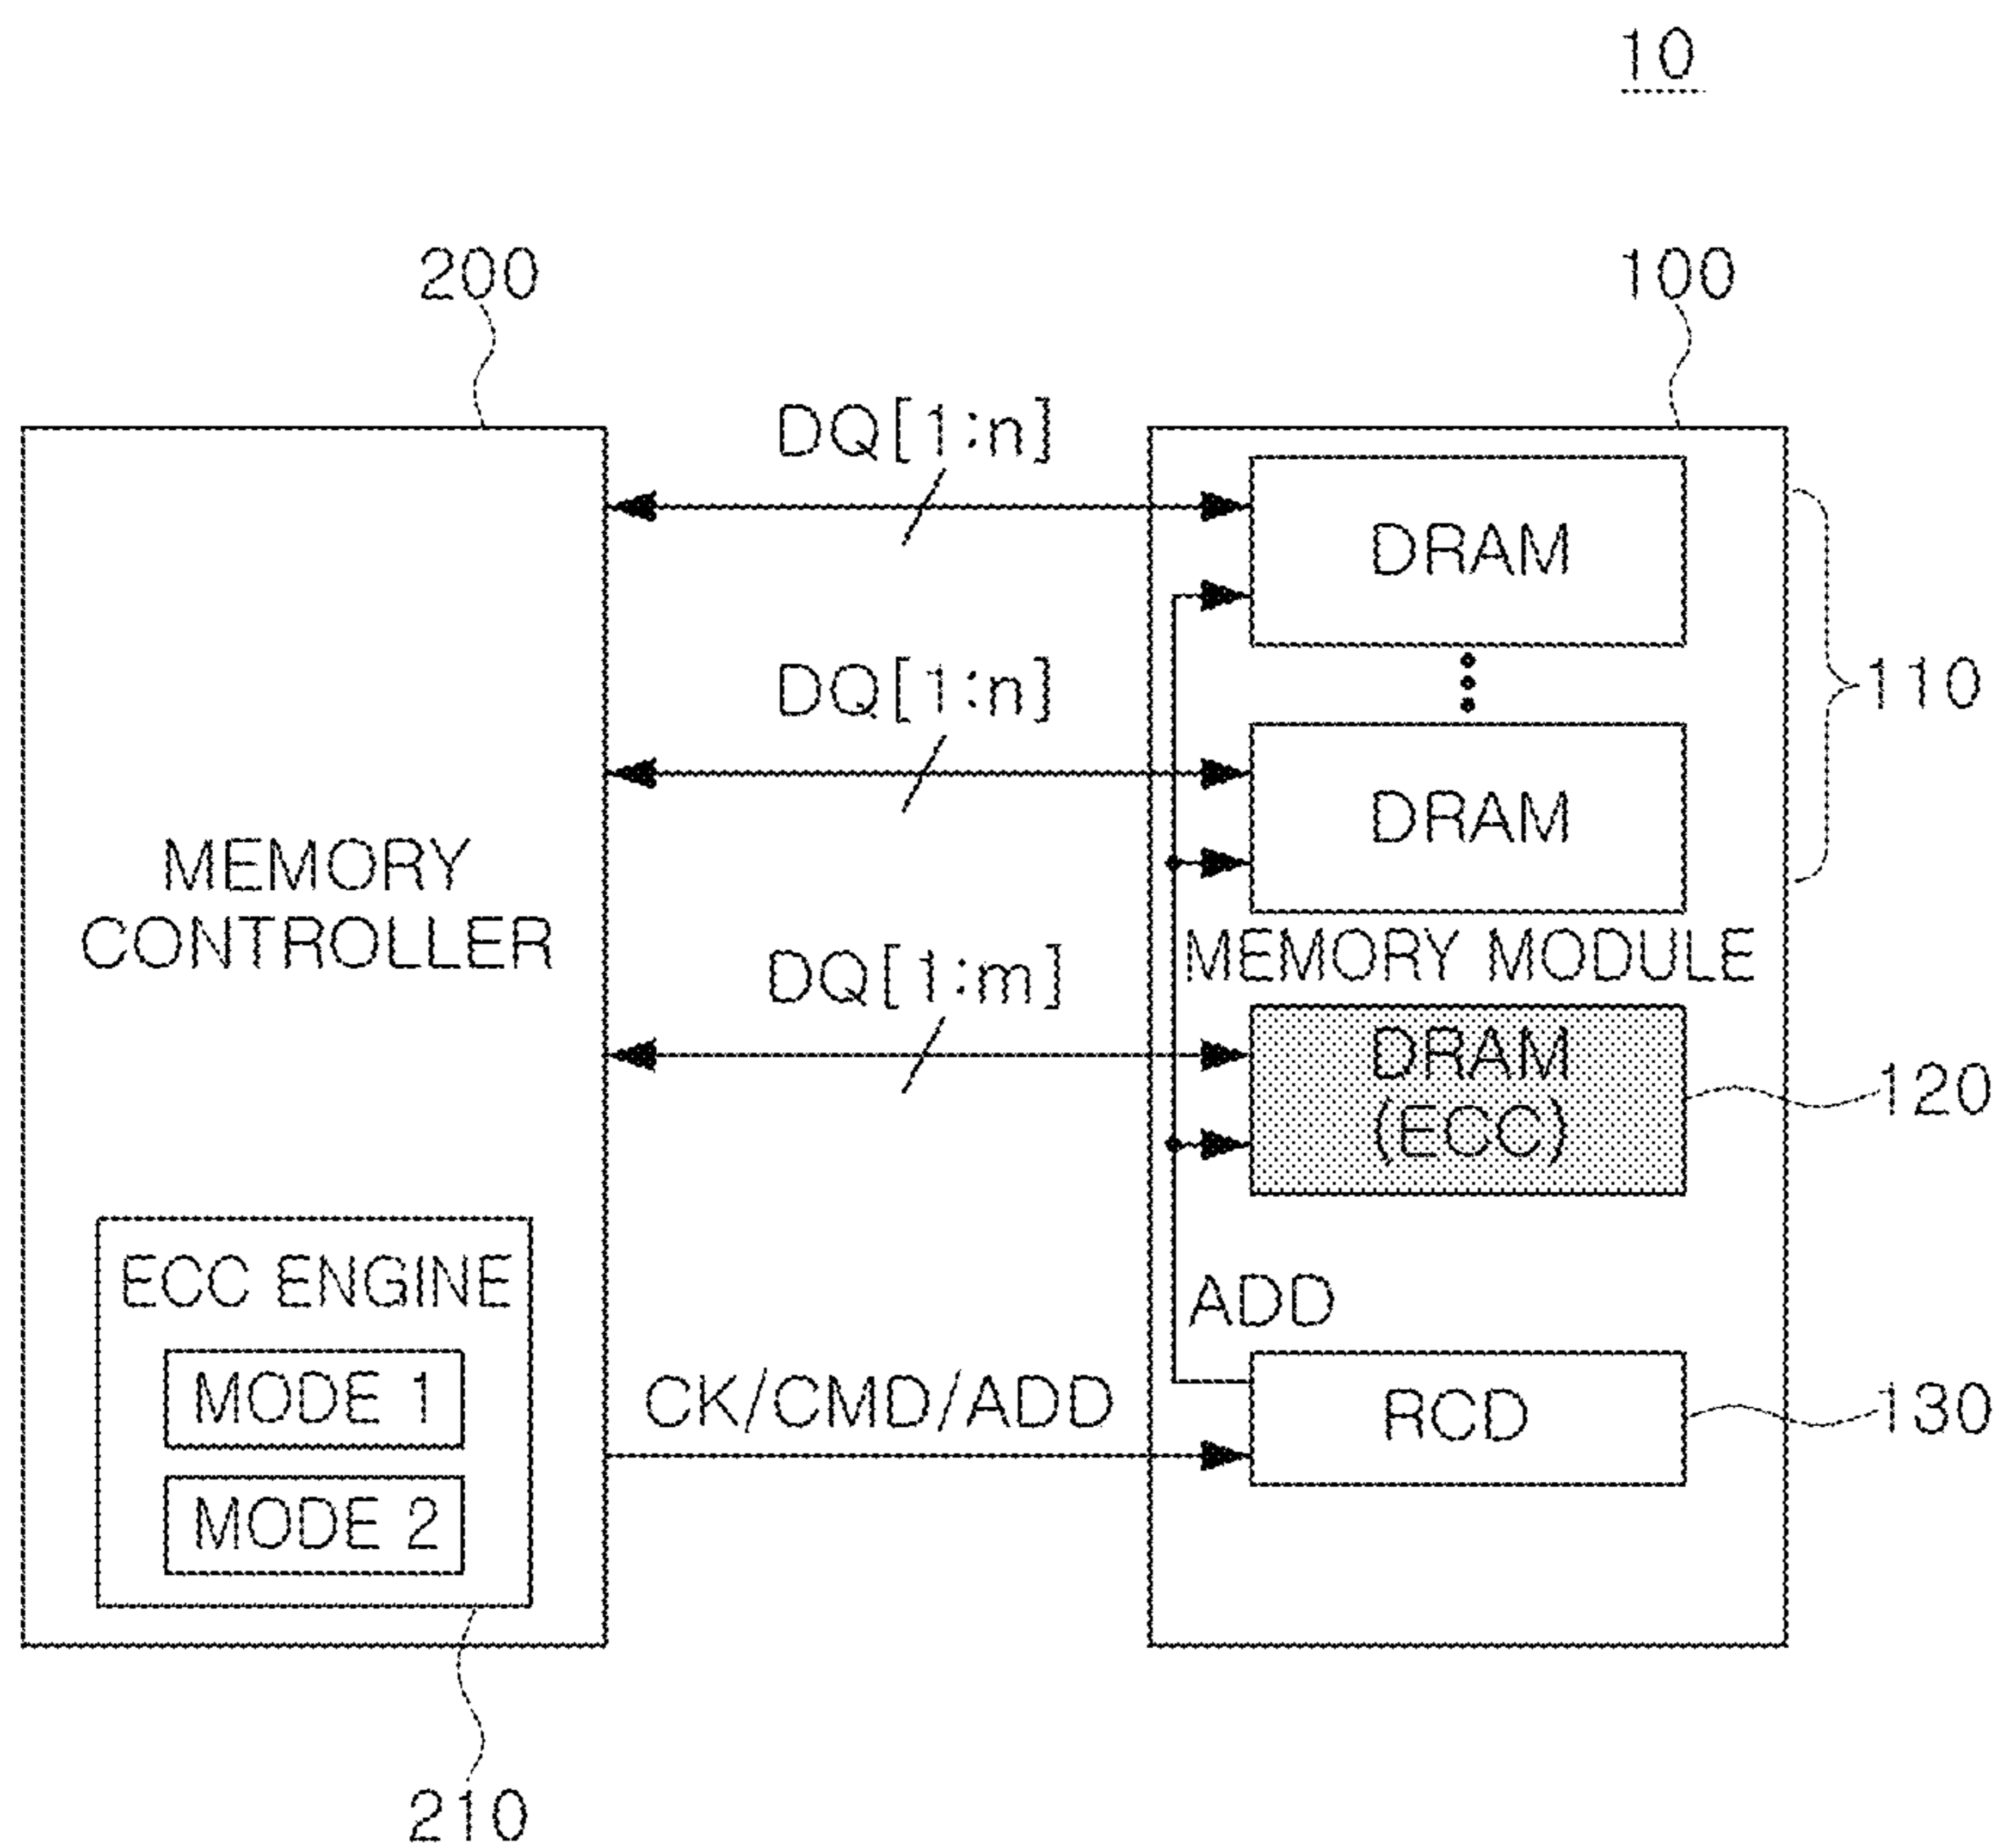 10
200
100
DQ[1:n]
DRAM
110
DQ[1:n]
DRAM
MEMORY
CONTROLLER
MEMORY MODULE
DQ[1:m]
DRAM
(ECC)
120
ECC ENGINE
ADD
MODE 1
CK/CMD/ADD
RCD
130
MODE 2
210